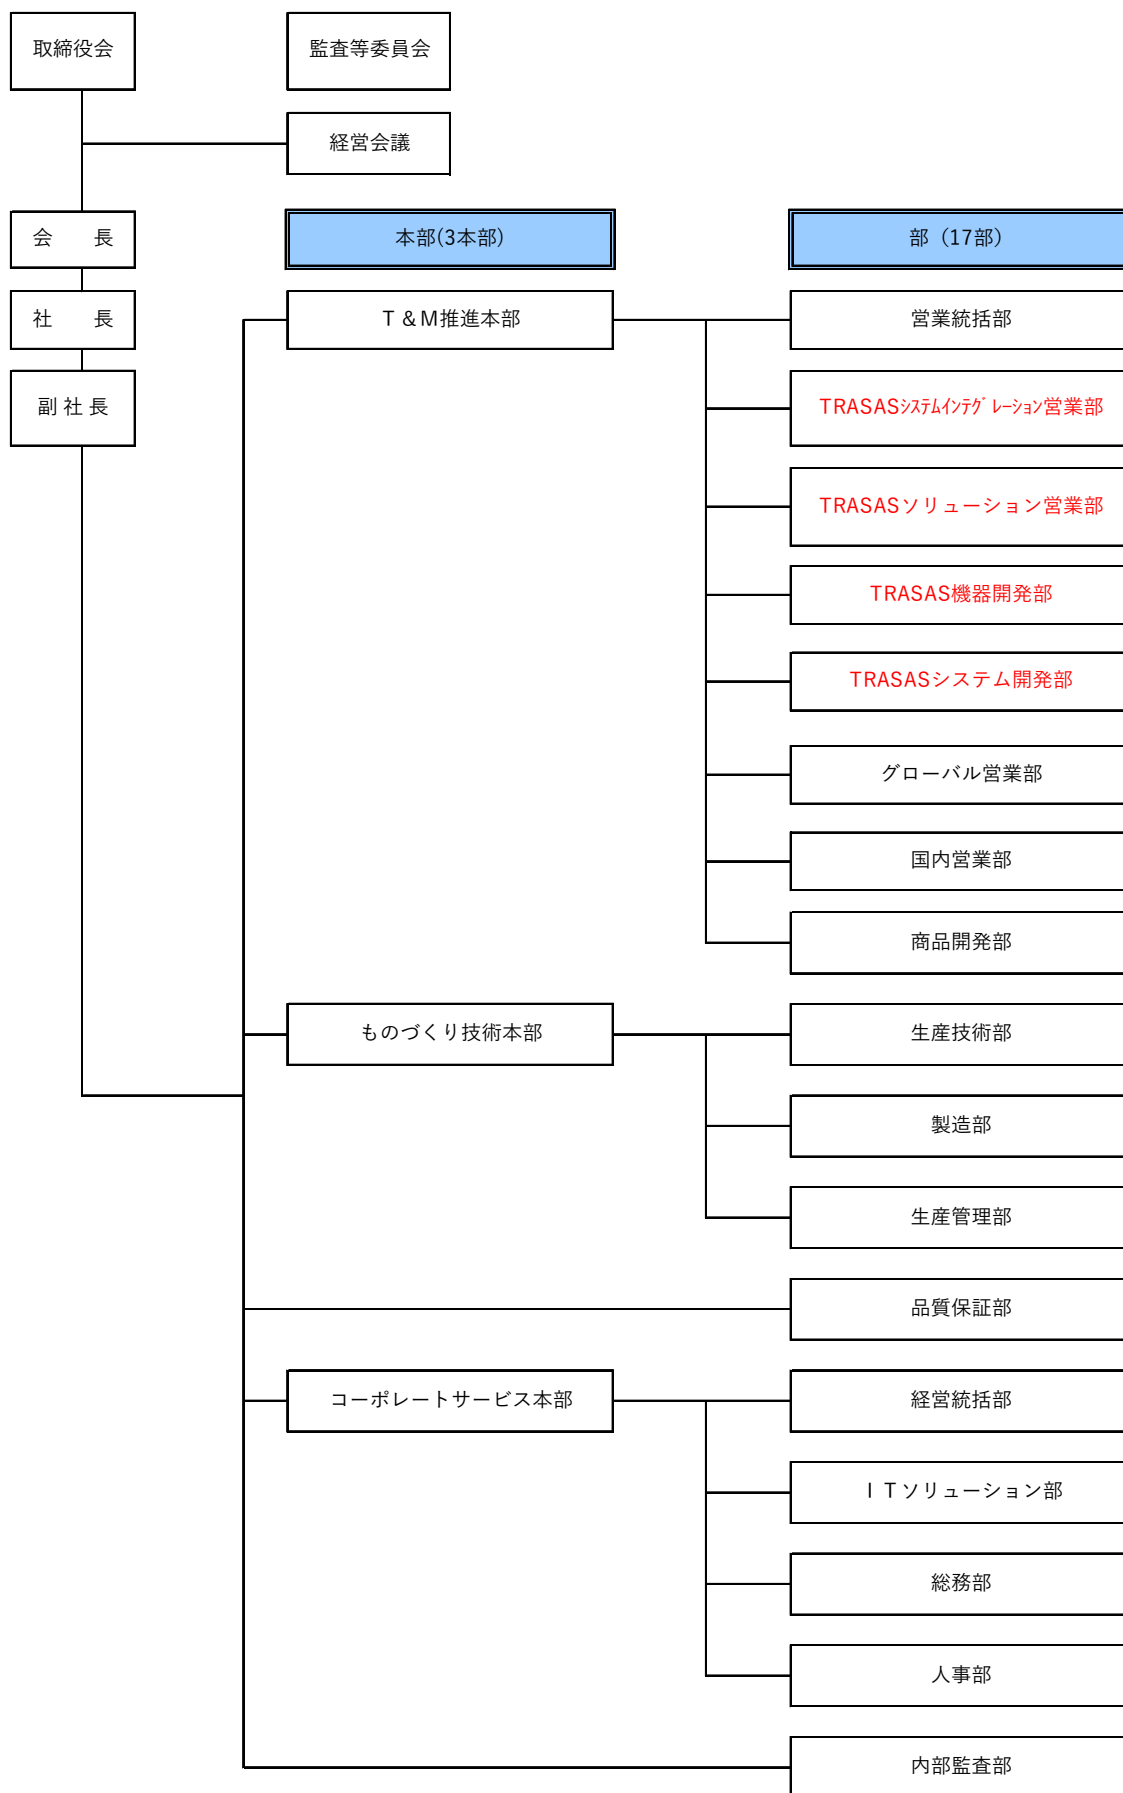 取締役会
監査等委員会
経営会議
会　長
本部(3本部)
部（17部）
社　長
Ｔ＆Ｍ推進本部
営業統括部
副 社 長
TRASASｼｽﾃﾑｲﾝﾃｸﾞﾚｰｼｮﾝ営業部
TRASASソリューション営業部
TRASAS機器開発部
TRASASシステム開発部
グローバル営業部
国内営業部
商品開発部
ものづくり技術本部
生産技術部
製造部
生産管理部
品質保証部
コーポレートサービス本部
経営統括部
ＩＴソリューション部
総務部
人事部
内部監査部